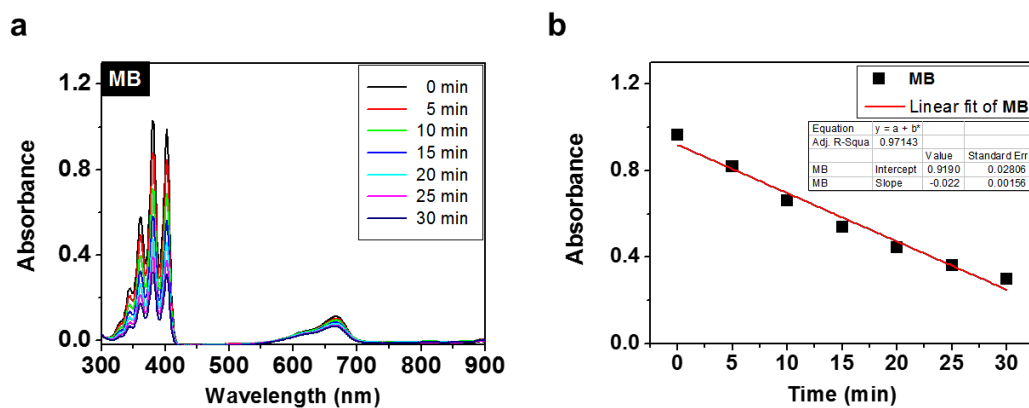 a
MB
0 min
5 min
10 min
15 min
20 min
25 min
30 min
1.2
0.8
0.4
0.0
300 400 500 600 700 800 900
Absorbance
Wavelength (nm)
b
MB
Linear fit of MB
Equation y = a + b*
Adj. R-Squa 0.97143
Value Standard Err
MB Intercept 0.9190 0.02806
MB Slope -0.022 0.00156
1.2
0.8
0.4
0.0
0 5 10 15 20 25 30
Absorbance
Time (min)